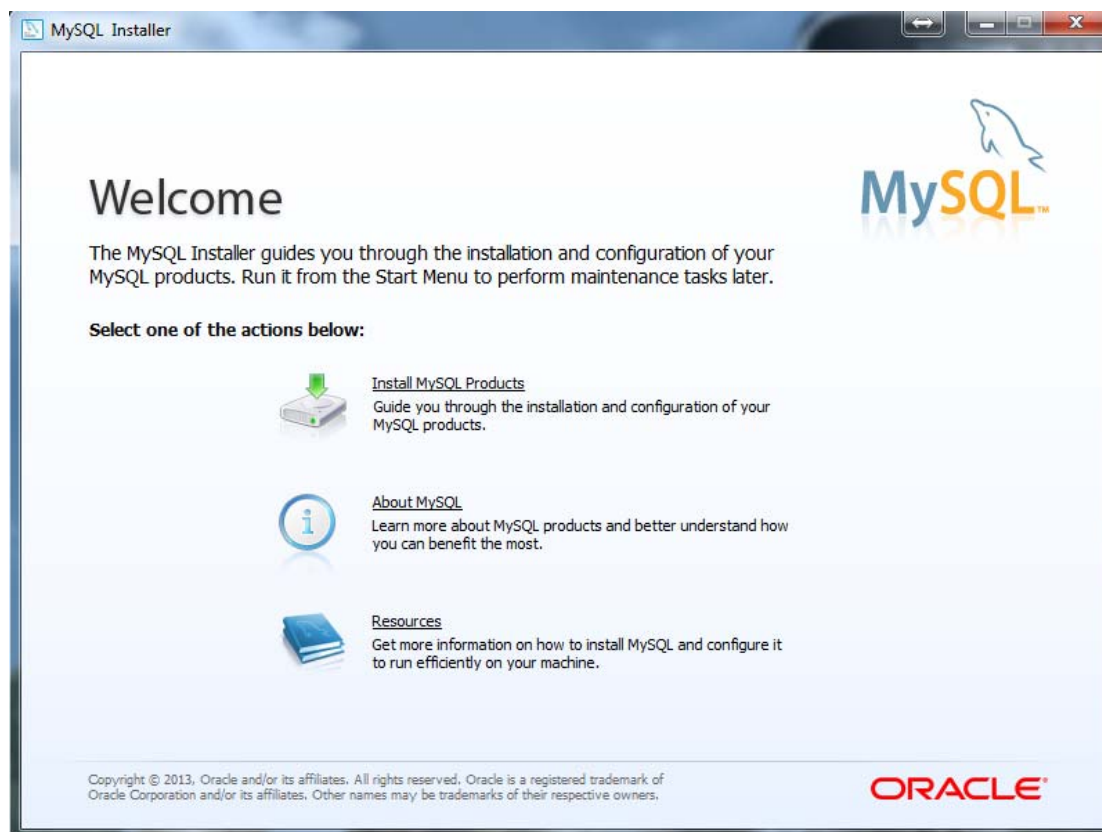 MySQL Installer
MySQL™
Welcome
The MySQL Installer guides you through the installation and configuration of your
MySQL products. Run it from the Start Menu to perform maintenance tasks later.
Select one of the actions below:
Install MySQL Products
Guide you through the installation and configuration of your
MySQL products.
About MySQL
Learn more about MySQL products and better understand how
you can benefit the most.
Resources
Get more information on how to install MySQL and configure it
to run efficiently on your machine.
Copyright © 2013, Oracle and/or its affiliates. All rights reserved. Oracle is a registered trademark of
Oracle Corporation and/or its affiliates. Other names may be trademarks of their respective owners.
ORACLE®